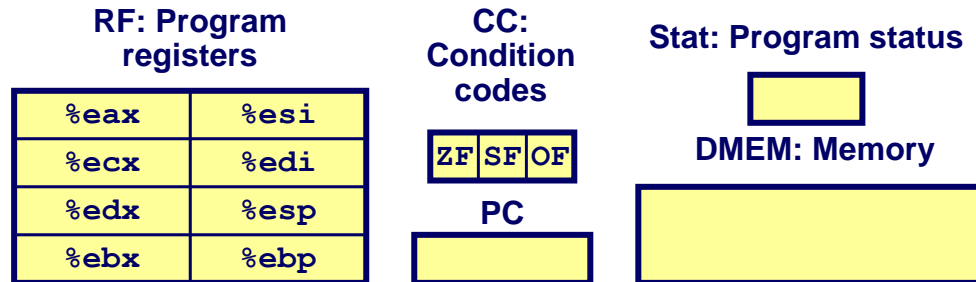 RF: Program
registers
%eax %esi
%ecx %edi
%edx %esp
%ebx %ebp
CC:
Condition
codes
ZF SF OF
PC
Stat: Program status
DMEM: Memory